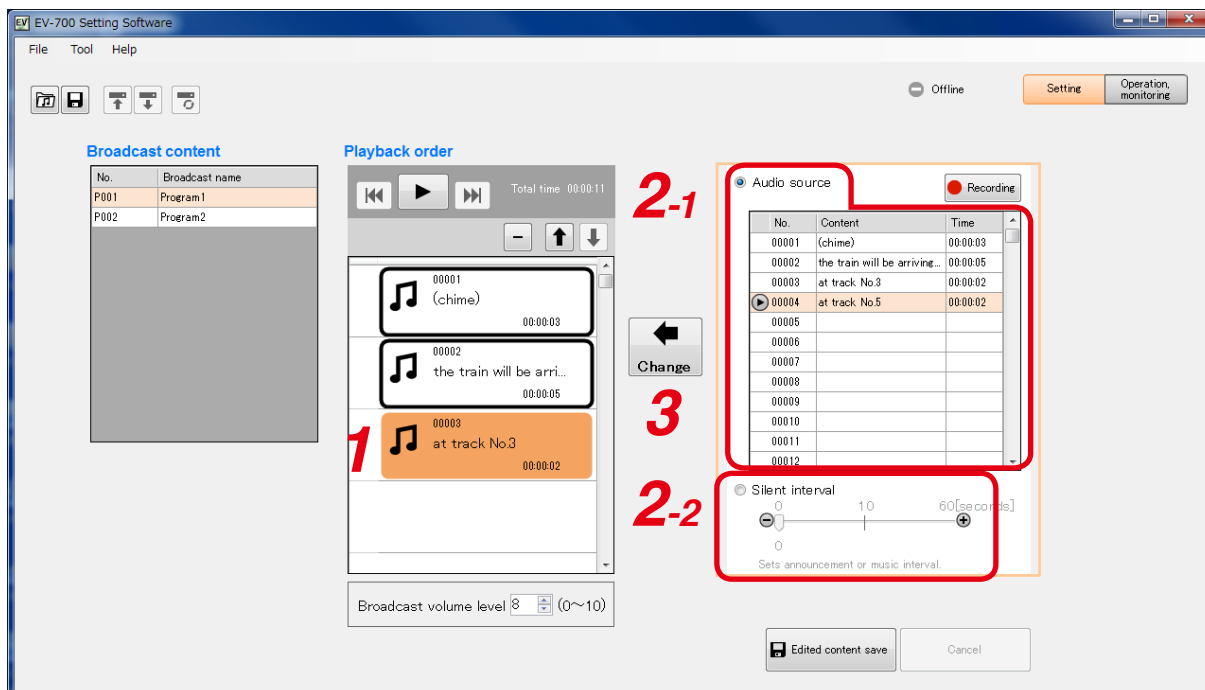 EV EV-700 Setting Software
File Tool Help
Offline
Setting
Operation,
monitoring
Broadcast content
No. Broadcast name
P001 Program1
P002 Program2
Playback order
Total time 00:00:11
00001
(chime)
00:00:03
00002
the train will be arri...
00:00:05
1
00003
at track No.3
00:00:02
Broadcast volume level 8 (0～10)
Change
3
2-1
Audio source
Recording
No. Content Time
00001 (chime) 00:00:03
00002 the train will be arriving... 00:00:05
00003 at track No.3 00:00:02
00004 at track No.5 00:00:02
00005
00006
00007
00008
00009
00010
00011
00012
2-2
Silent interval
0 10 60[seconds]
0
Sets announcement or music interval.
Edited content save
Cancel